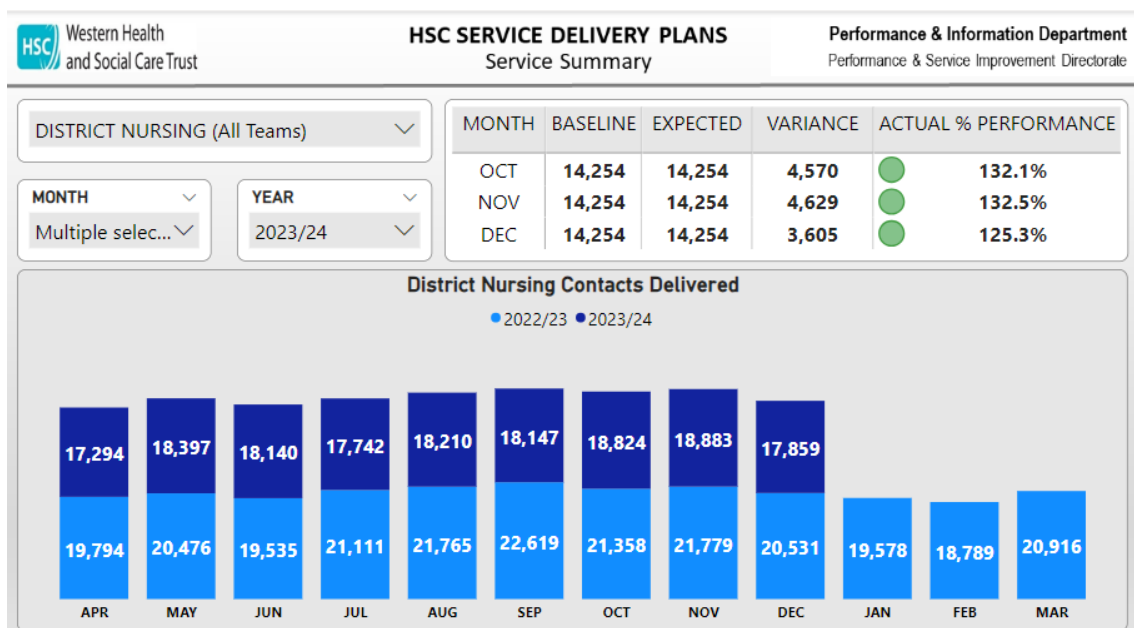 HSC
Western Health
and Social Care Trust
HSC SERVICE DELIVERY PLANS
Service Summary
Performance & Information Department
Performance & Service Improvement Directorate
DISTRICT NURSING (All Teams)
MONTH
Multiple selec...
YEAR
2023/24
MONTH BASELINE EXPECTED VARIANCE ACTUAL % PERFORMANCE
OCT 14,254 14,254 4,570 132.1%
NOV 14,254 14,254 4,629 132.5%
DEC 14,254 14,254 3,605 125.3%
District Nursing Contacts Delivered
2022/23 2023/24
17,294 18,397 18,140 17,742 18,210 18,147 18,824 18,883 17,859
19,794 20,476 19,535 21,111 21,765 22,619 21,358 21,779 20,531 19,578 18,789 20,916
APR MAY JUN JUL AUG SEP OCT NOV DEC JAN FEB MAR